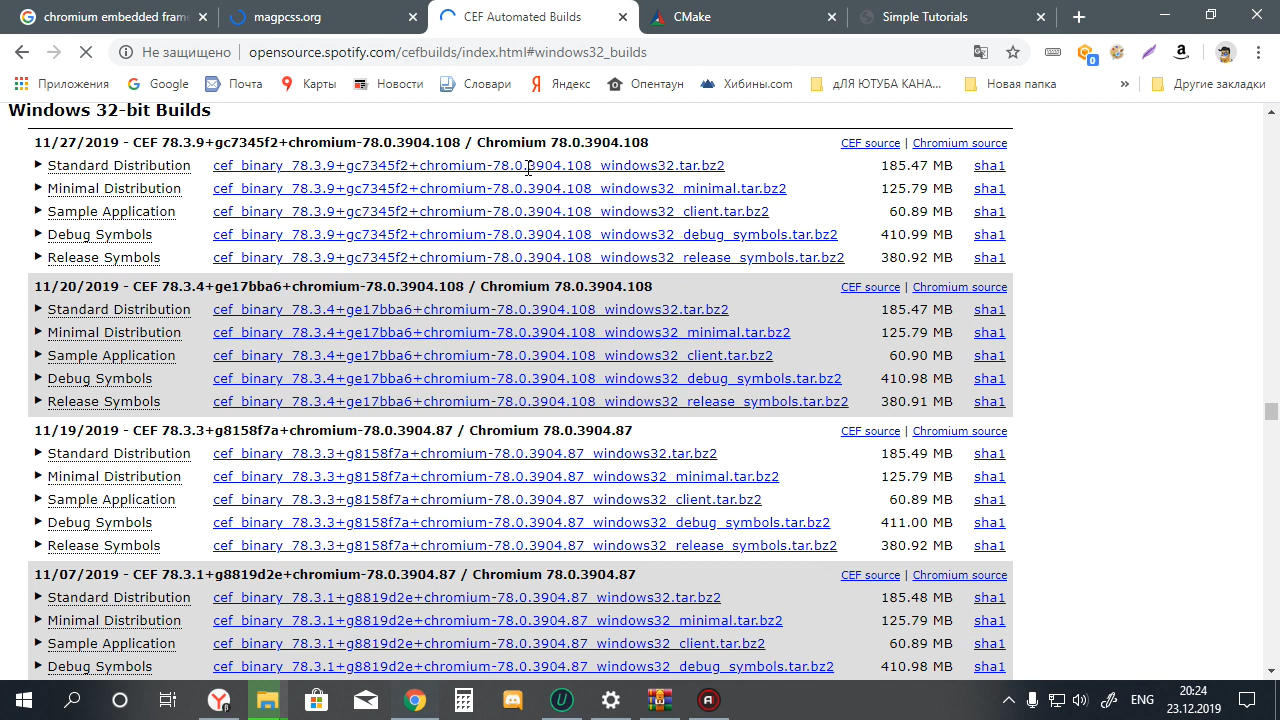 chromium embedded fram
magpcss.org
CEF Automated Builds
CMake
Simple Tutorials
Не защищено
opensource.spotify.com/cefbuilds/index.html#windows32_builds
0
Приложения
Google
Почта
Карты
Новости
Словари
Яндекс
Опентаун
Хибины.com
дЛЯ ЮТУБА КАНА...
Новая папка
»
Другие закладки
Windows 32-bit Builds
11/27/2019 - CEF 78.3.9+gc7345f2+chromium-78.0.3904.108 / Chromium 78.0.3904.108 CEF source | Chromium source
Standard Distribution cef_binary_78.3.9+gc7345f2+chromium-78.0.3904.108_windows32.tar.bz2 185.47 MB sha1
Minimal Distribution cef_binary_78.3.9+gc7345f2+chromium-78.0.3904.108_windows32_minimal.tar.bz2 125.79 MB sha1
Sample Application cef_binary_78.3.9+gc7345f2+chromium-78.0.3904.108_windows32_client.tar.bz2 60.89 MB sha1
Debug Symbols cef_binary_78.3.9+gc7345f2+chromium-78.0.3904.108_windows32_debug_symbols.tar.bz2 410.99 MB sha1
Release Symbols cef_binary_78.3.9+gc7345f2+chromium-78.0.3904.108_windows32_release_symbols.tar.bz2 380.92 MB sha1
11/20/2019 - CEF 78.3.4+ge17bba6+chromium-78.0.3904.108 / Chromium 78.0.3904.108 CEF source | Chromium source
Standard Distribution cef_binary_78.3.4+ge17bba6+chromium-78.0.3904.108_windows32.tar.bz2 185.47 MB sha1
Minimal Distribution cef_binary_78.3.4+ge17bba6+chromium-78.0.3904.108_windows32_minimal.tar.bz2 125.79 MB sha1
Sample Application cef_binary_78.3.4+ge17bba6+chromium-78.0.3904.108_windows32_client.tar.bz2 60.90 MB sha1
Debug Symbols cef_binary_78.3.4+ge17bba6+chromium-78.0.3904.108_windows32_debug_symbols.tar.bz2 410.98 MB sha1
Release Symbols cef_binary_78.3.4+ge17bba6+chromium-78.0.3904.108_windows32_release_symbols.tar.bz2 380.91 MB sha1
11/19/2019 - CEF 78.3.3+g8158f7a+chromium-78.0.3904.87 / Chromium 78.0.3904.87 CEF source | Chromium source
Standard Distribution cef_binary_78.3.3+g8158f7a+chromium-78.0.3904.87_windows32.tar.bz2 185.49 MB sha1
Minimal Distribution cef_binary_78.3.3+g8158f7a+chromium-78.0.3904.87_windows32_minimal.tar.bz2 125.79 MB sha1
Sample Application cef_binary_78.3.3+g8158f7a+chromium-78.0.3904.87_windows32_client.tar.bz2 60.89 MB sha1
Debug Symbols cef_binary_78.3.3+g8158f7a+chromium-78.0.3904.87_windows32_debug_symbols.tar.bz2 411.00 MB sha1
Release Symbols cef_binary_78.3.3+g8158f7a+chromium-78.0.3904.87_windows32_release_symbols.tar.bz2 380.92 MB sha1
11/07/2019 - CEF 78.3.1+g8819d2e+chromium-78.0.3904.87 / Chromium 78.0.3904.87 CEF source | Chromium source
Standard Distribution cef_binary_78.3.1+g8819d2e+chromium-78.0.3904.87_windows32.tar.bz2 185.48 MB sha1
Minimal Distribution cef_binary_78.3.1+g8819d2e+chromium-78.0.3904.87_windows32_minimal.tar.bz2 125.79 MB sha1
Sample Application cef_binary_78.3.1+g8819d2e+chromium-78.0.3904.87_windows32_client.tar.bz2 60.89 MB sha1
Debug Symbols cef_binary_78.3.1+g8819d2e+chromium-78.0.3904.87_windows32_debug_symbols.tar.bz2 410.98 MB sha1
ENG
20:24
23.12.2019